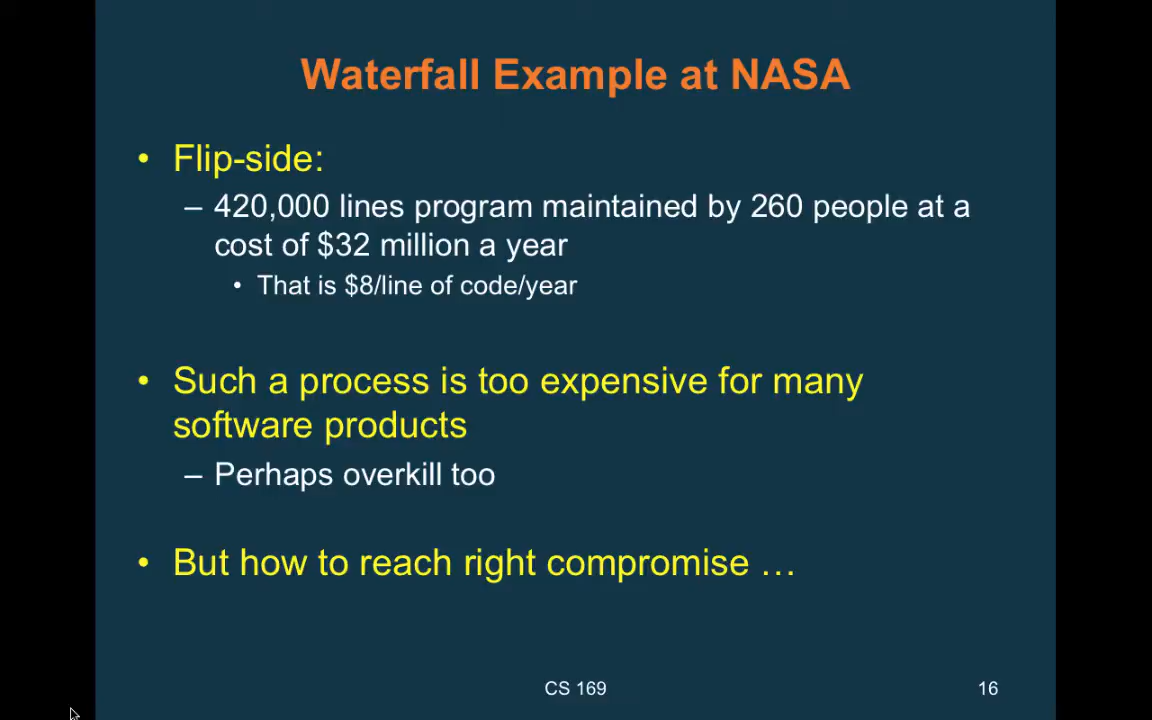 Waterfall Example at NASA
• Flip-side:
– 420,000 lines program maintained by 260 people at a
cost of $32 million a year
• That is $8/line of code/year
• Such a process is too expensive for many
software products
– Perhaps overkill too
• But how to reach right compromise …
CS 169
16